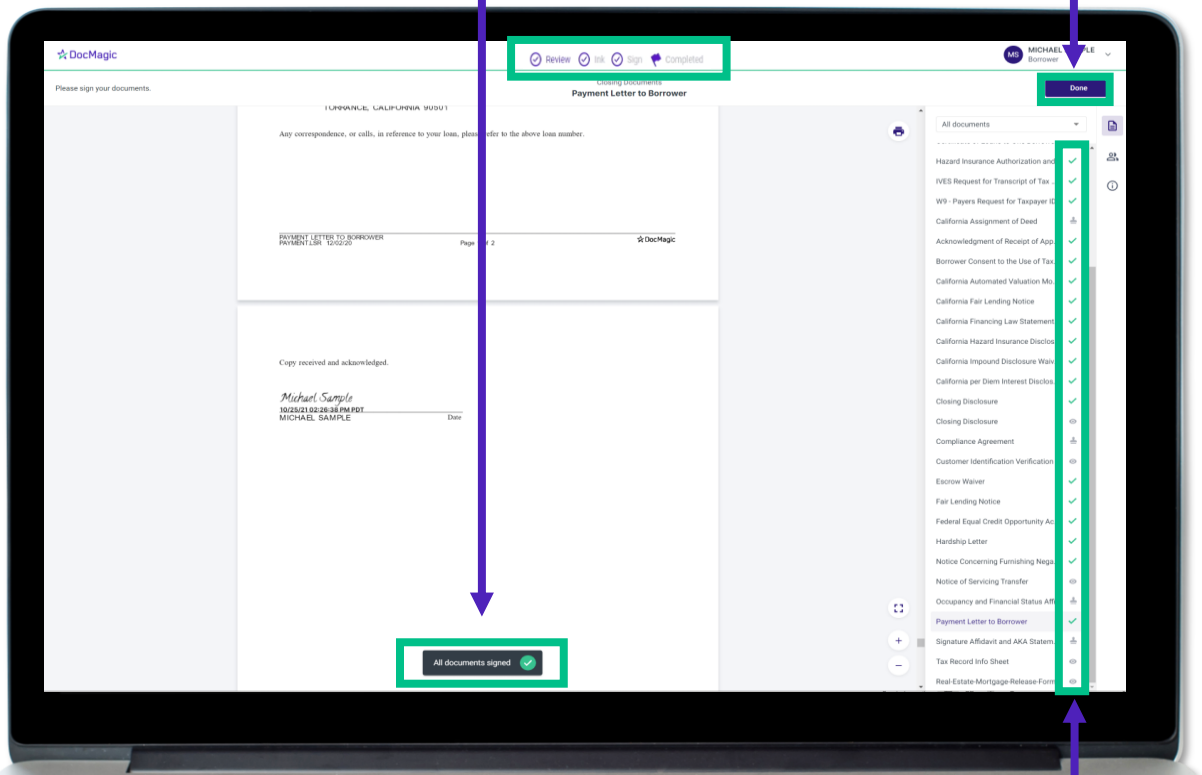 DocMagic
Review Ink Sign Completed
MS
MICHAEL
Borrower
Please sign your documents.
Closing Documents
Payment Letter to Borrower
Done
TORRANCE, CALIFORNIA 90501
Any correspondence, or calls, in reference to your loan, please refer to the above loan number.
PAYMENT LETTER TO BORROWER
PAYMENT.LSR 12/02/20
Page of 2
DocMagic
Copy received and acknowledged.
Michael Sample
10/25/21 02:26:38 PM PDT
MICHAEL SAMPLE
Date
All documents signed
All documents
Hazard Insurance Authorization and
IVES Request for Transcript of Tax ..
W9 - Payers Request for Taxpayer ID
California Assignment of Deed
Acknowledgment of Receipt of App..
Borrower Consent to the Use of Tax..
California Automated Valuation Mo..
California Fair Lending Notice
California Financing Law Statement
California Hazard Insurance Disclos
California Impound Disclosure Waiv..
California per Diem Interest Disclos..
Closing Disclosure
Closing Disclosure
Compliance Agreement
Customer Identification Verification
Escrow Waiver
Fair Lending Notice
Federal Equal Credit Opportunity Ac..
Hardship Letter
Notice Concerning Furnishing Nega..
Notice of Servicing Transfer
Occupancy and Financial Status Aff
Payment Letter to Borrower
Signature Affidavit and AKA Statem..
Tax Record Info Sheet
Real-Estate-Mortgage-Release-Form